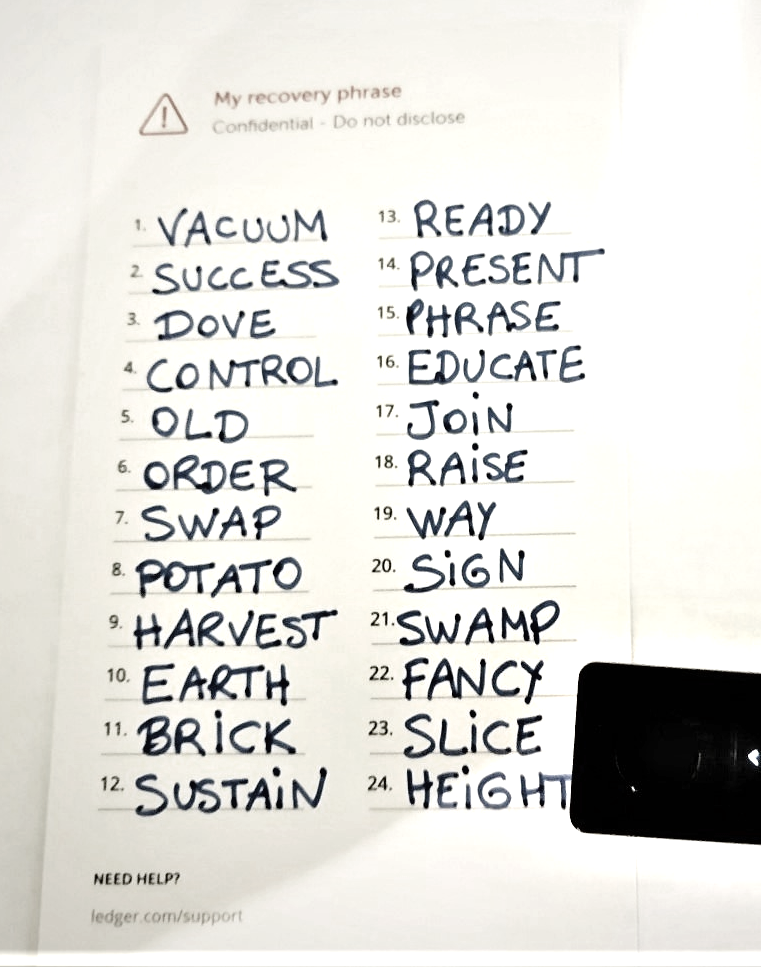 My recovery phrase
Confidential - Do not disclose
1. VACUUM
2. SUCCESS
3. DOVE
4. CONTROL
5. OLD
6. ORDER
7. SWAP
8. POTATO
9. HARVEST
10. EARTH
11. BRiCK
12. SUSTAiN
13. READY
14. PRESENT
15. PHRASE
16. EDUCATE
17. JOiN
18. RAiSE
19. WAY
20. SiGN
21. SWAMP
22. FANCY
23. SLiCE
24. HEiGHT
NEED HELP?
ledger.com/support